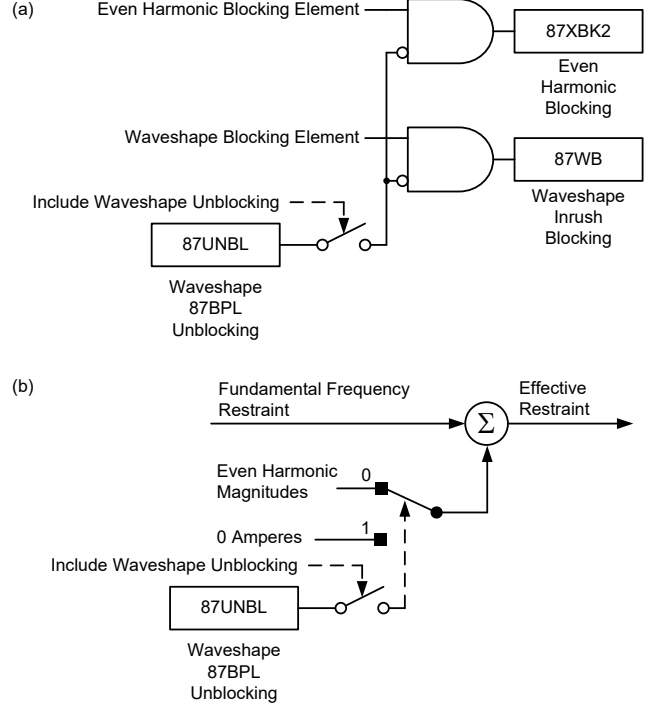 (a)
Even Harmonic Blocking Element
87XBK2
Even
Harmonic
Blocking
Waveshape Blocking Element
87WB
Waveshape
Inrush
Blocking
Include Waveshape Unblocking
87UNBL
Waveshape
87BPL
Unblocking
(b)
Fundamental Frequency
Restraint
Σ
Effective
Restraint
Even Harmonic
Magnitudes
0
0 Amperes
1
Include Waveshape Unblocking
87UNBL
Waveshape
87BPL
Unblocking